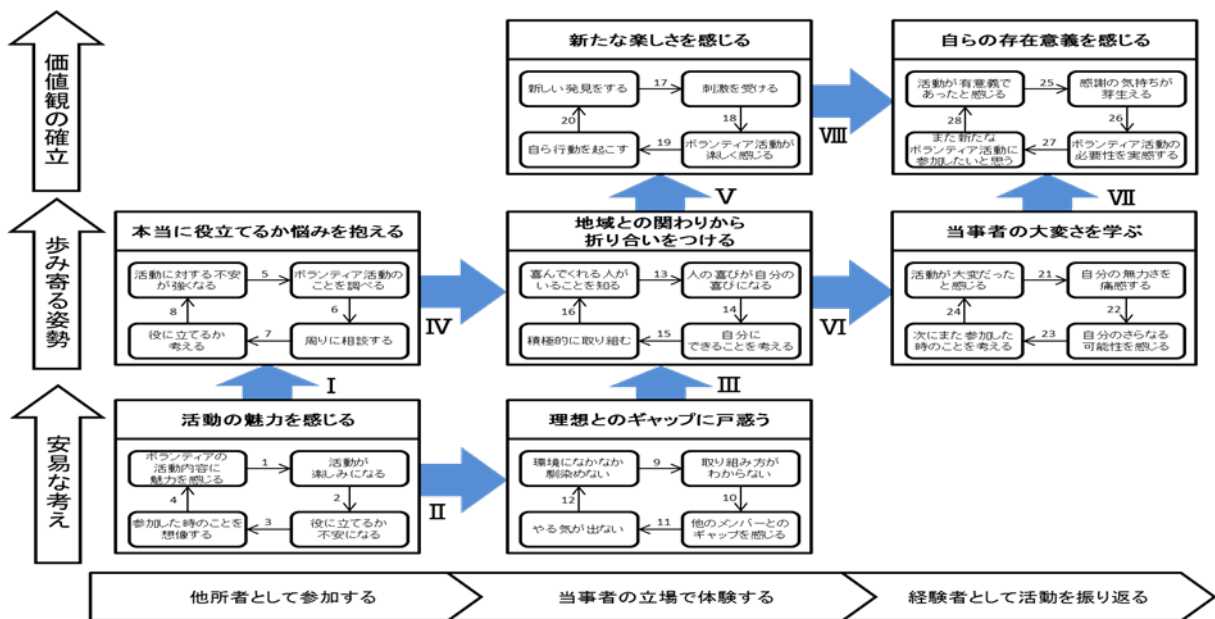 価値観の確立
新たな楽しさを感じる
新しい発見をする
17
刺激を受ける
20
18
自ら行動を起こす
19
ボランティア活動が
楽しく感じる
Ⅷ
自らの存在意義を感じる
活動が有意義で
あったと感じる
25
感謝の気持ちが
芽生える
28
26
また新たな
ボランティア活動に
参加したいと思う
27
ボランティア活動の
必要性を実感する
Ⅴ
Ⅶ
歩み寄る姿勢
本当に役立てるか悩みを抱える
活動に対する不安
が強くなる
5
ボランティア活動の
ことを調べる
8
6
役に立てるか
考える
7
周りに相談する
Ⅳ
地域との関わりから
折り合いをつける
喜んでくれる人が
いることを知る
13
人の喜びが自分の
喜びになる
16
14
積極的に取り組む
15
自分に
できることを考える
Ⅵ
当事者の大変さを学ぶ
活動が大変だった
と感じる
21
自分の無力さを
痛感する
24
22
次にまた参加した
時のことを考える
23
自分のさらなる
可能性を感じる
Ⅰ
Ⅲ
安易な考え
活動の魅力を感じる
ボランティアの
活動内容に
魅力を感じる
1
活動が
楽しみになる
4
2
参加した時のことを
想像する
3
役に立てるか
不安になる
Ⅱ
理想とのギャップに戸惑う
環境になかなか
馴染めない
9
取り組み方が
わからない
12
10
やる気が出ない
11
他のメンバーとの
ギャップを感じる
他所者として参加する
当事者の立場で体験する
経験者として活動を振り返る